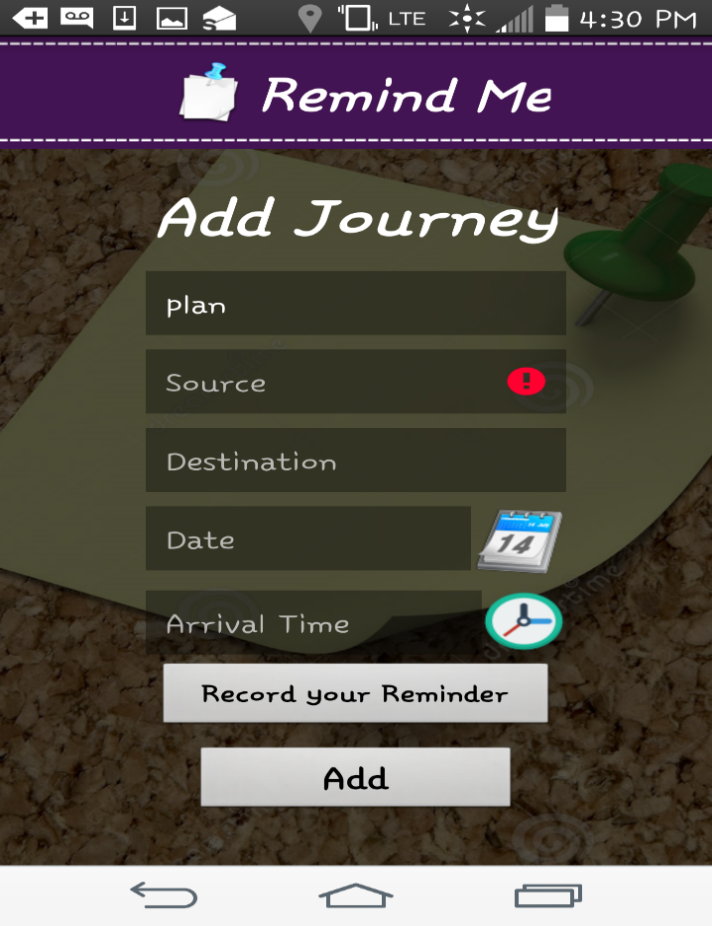 LTE 4:30 PM
Remind Me
Add Journey
plan
Source
!
Destination
Date
14
Arrival Time
Record your Reminder
Add